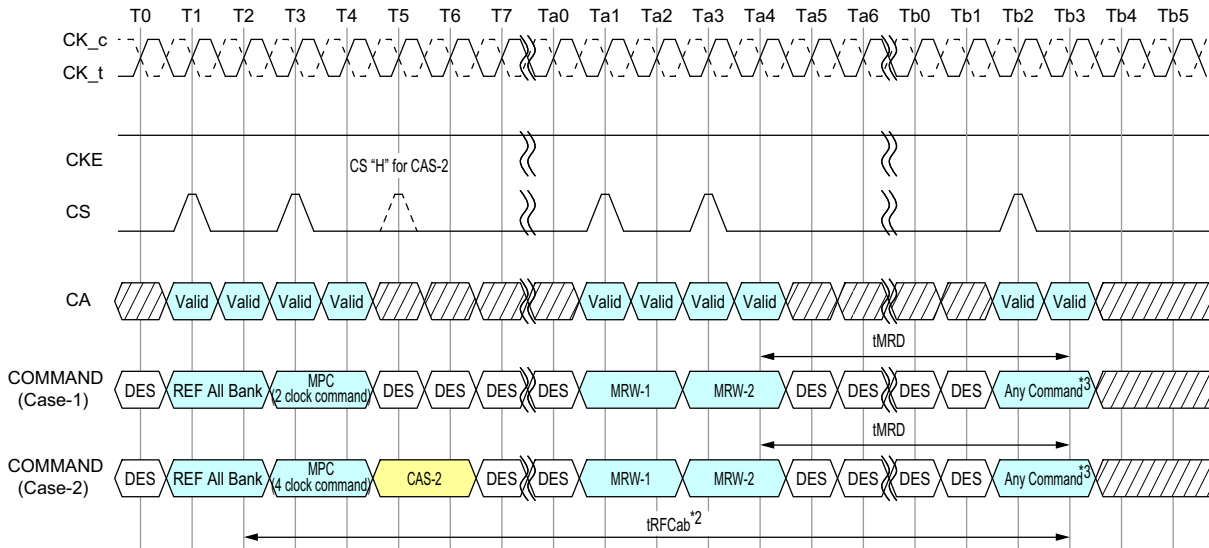 T0 T1 T2 T3 T4 T5 T6 T7 Ta0 Ta1 Ta2 Ta3 Ta4 Ta5 Ta6 Tb0 Tb1 Tb2 Tb3 Tb4 Tb5
CK_c
CK_t
CKE
CS "H" for CAS-2
CS
CA Valid Valid Valid Valid Valid Valid Valid Valid Valid Valid
tMRD
COMMAND
(Case-1)
DES REF All Bank MPC
(2 clock command)
DES DES DES DES MRW-1 MRW-2 DES DES DES DES Any Command*3
tMRD
COMMAND
(Case-2)
DES REF All Bank MPC
(4 clock command)
CAS-2 DES DES MRW-1 MRW-2 DES DES DES DES Any Command*3
tRFCab*2